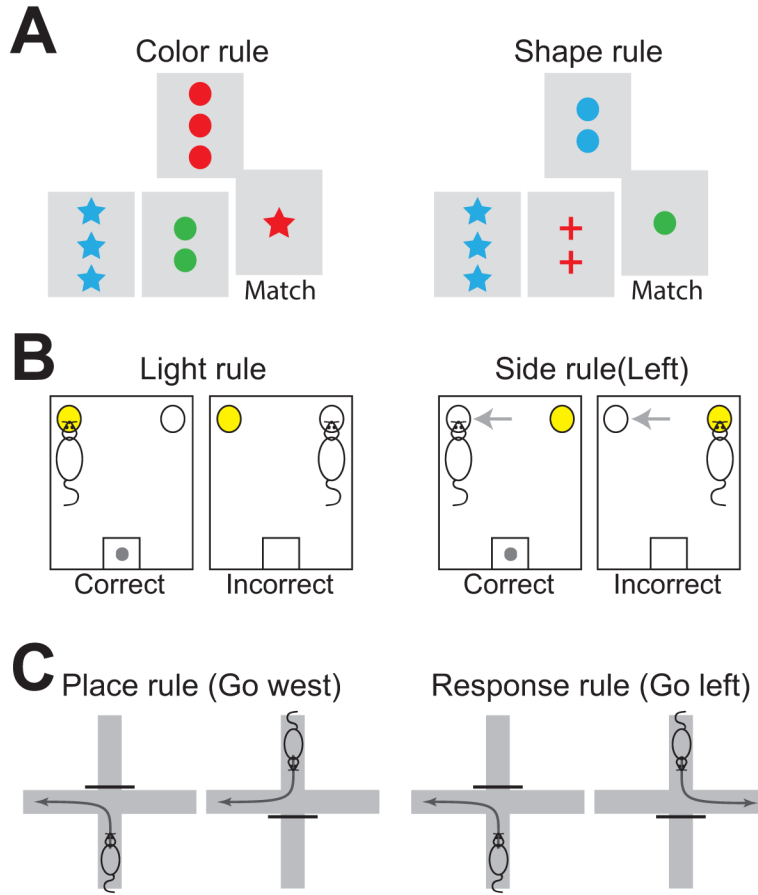 A
Color rule
Shape rule
Match
Match
B
Light rule
Side rule(Left)
Correct
Incorrect
Correct
Incorrect
C
Place rule (Go west)
Response rule (Go left)